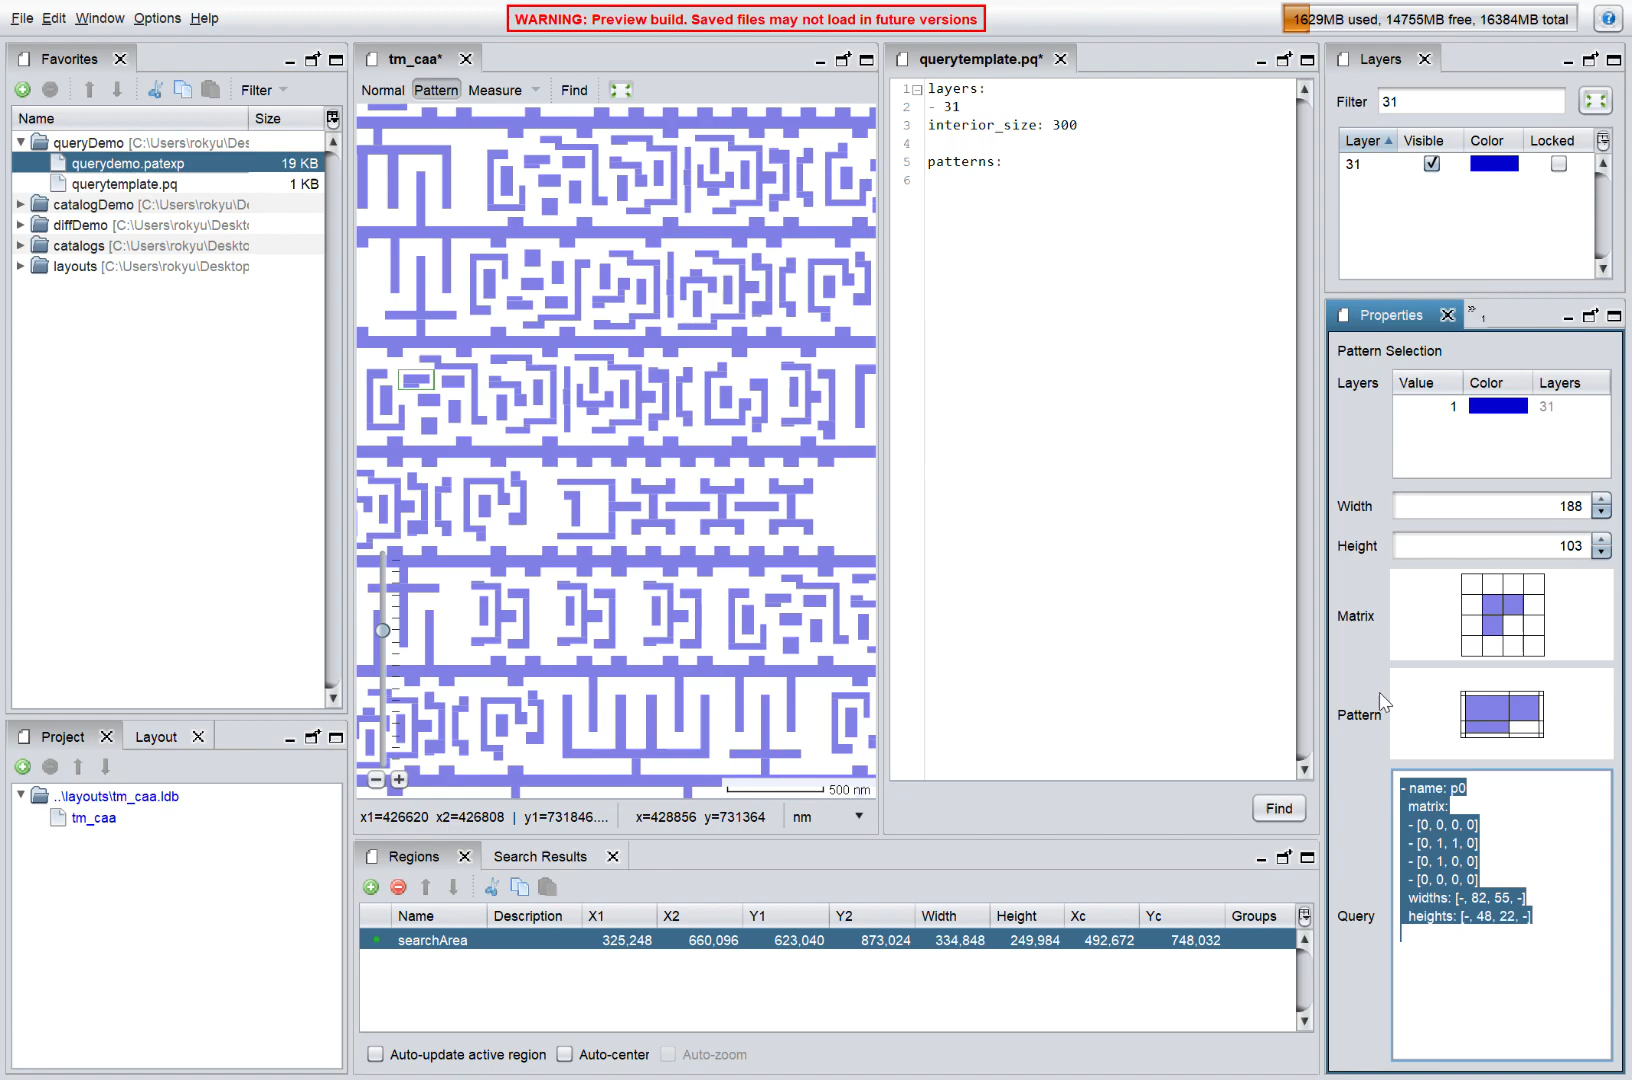 File Edit Window Options Help
WARNING: Preview build. Saved files may not load in future versions
1629MB used, 14755MB free, 16384MB total
Favorites
Filter
Name Size
queryDemo [C:\Users\rokyu\Des
querydemo.patexp 19 KB
querytemplate.pq 1 KB
catalogDemo [C:\Users\rokyu\De
diffDemo [C:\Users\rokyu\Deskto
catalogs [C:\Users\rokyu\Deskto
layouts [C:\Users\rokyu\Desktop
Project Layout
..\layouts\tm_caa.ldb
tm_caa
tm_caa*
Normal Pattern Measure Find
500 nm
x1=426620 x2=426808 | y1=731846.... x=428856 y=731364 nm
querytemplate.pq*
1 layers:
2 - 31
3 interior_size: 300
4
5 patterns:
6
Find
Regions Search Results
Name Description X1 X2 Y1 Y2 Width Height Xc Yc Groups
searchArea 325,248 660,096 623,040 873,024 334,848 249,984 492,672 748,032
Auto-update active region Auto-center Auto-zoom
Layers
Filter 31
Layer Visible Color Locked
31
Properties
» 1
Pattern Selection
Layers Value Color Layers
1 31
Width 188
Height 103
Matrix
Pattern
Query
- name: p0
matrix:
- [0, 0, 0, 0]
- [0, 1, 1, 0]
- [0, 1, 0, 0]
- [0, 0, 0, 0]
widths: [-, 82, 55, -]
heights: [-, 48, 22, -]